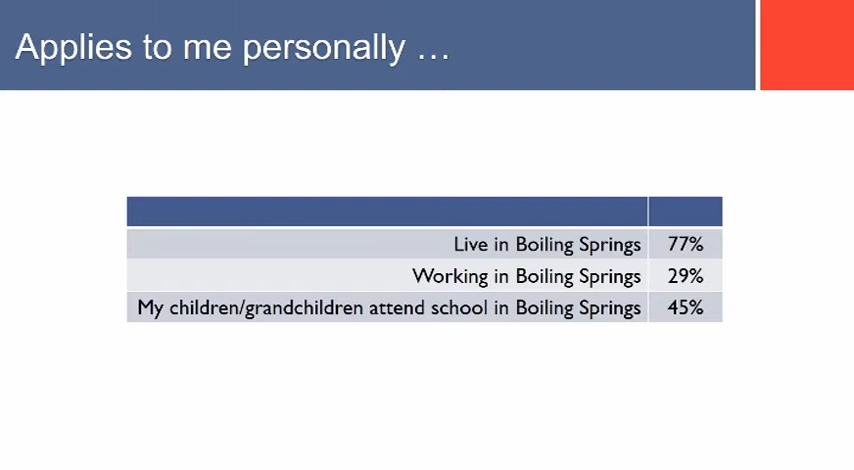 Applies to me personally …
Live in Boiling Springs 77%
Working in Boiling Springs 29%
My children/grandchildren attend school in Boiling Springs 45%